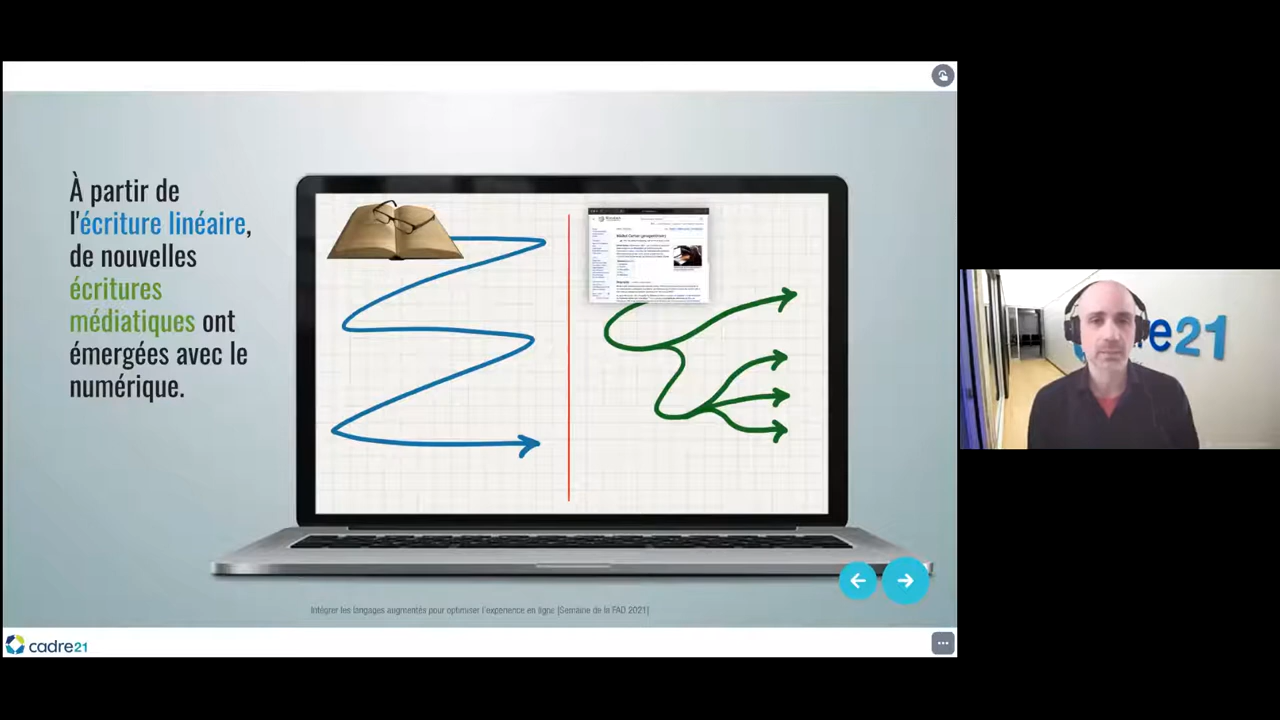 À partir de
l'écriture linéaire,
de nouvelles
écritures
médiatiques ont
émergées avec le
numérique.
Intégrer les langages augmentés pour optimiser l'expérience en ligne [Semaine de la FAD 2021]
cadre21
e21